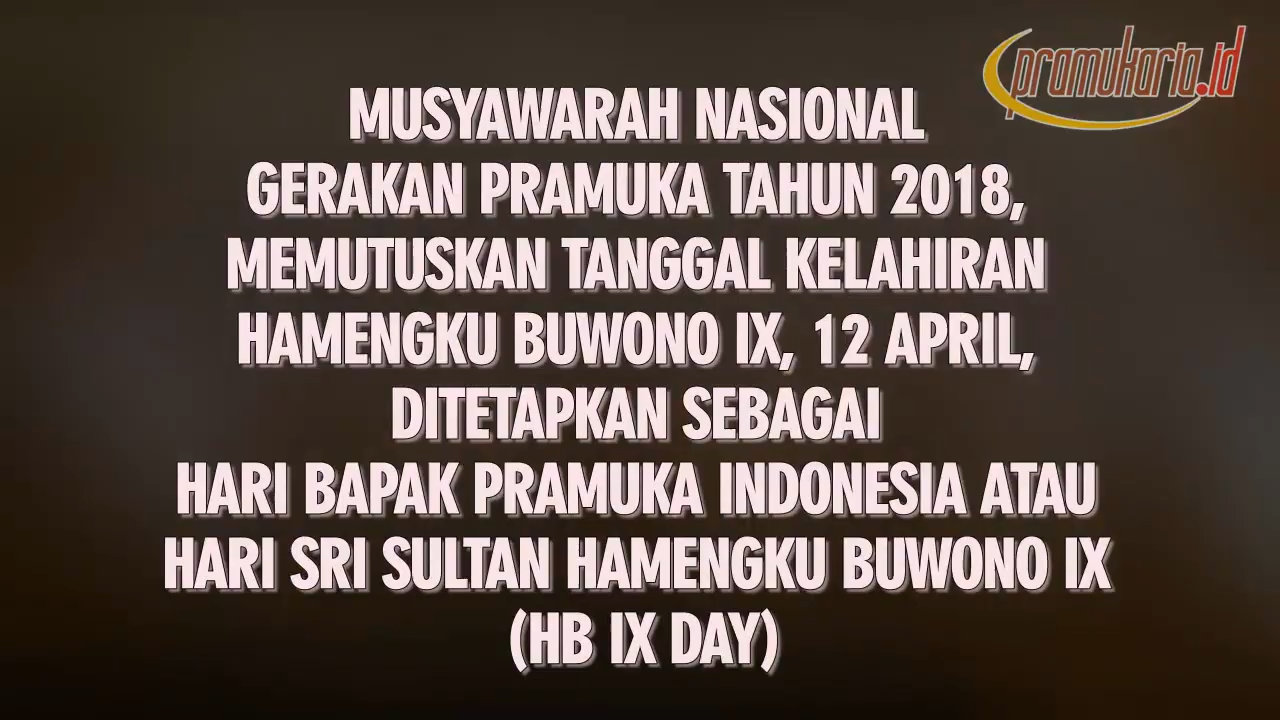 pramukaria.id
MUSYAWARAH NASIONAL
GERAKAN PRAMUKA TAHUN 2018,
MEMUTUSKAN TANGGAL KELAHIRAN
HAMENGKU BUWONO IX, 12 APRIL,
DITETAPKAN SEBAGAI
HARI BAPAK PRAMUKA INDONESIA ATAU
HARI SRI SULTAN HAMENGKU BUWONO IX
(HB IX DAY)